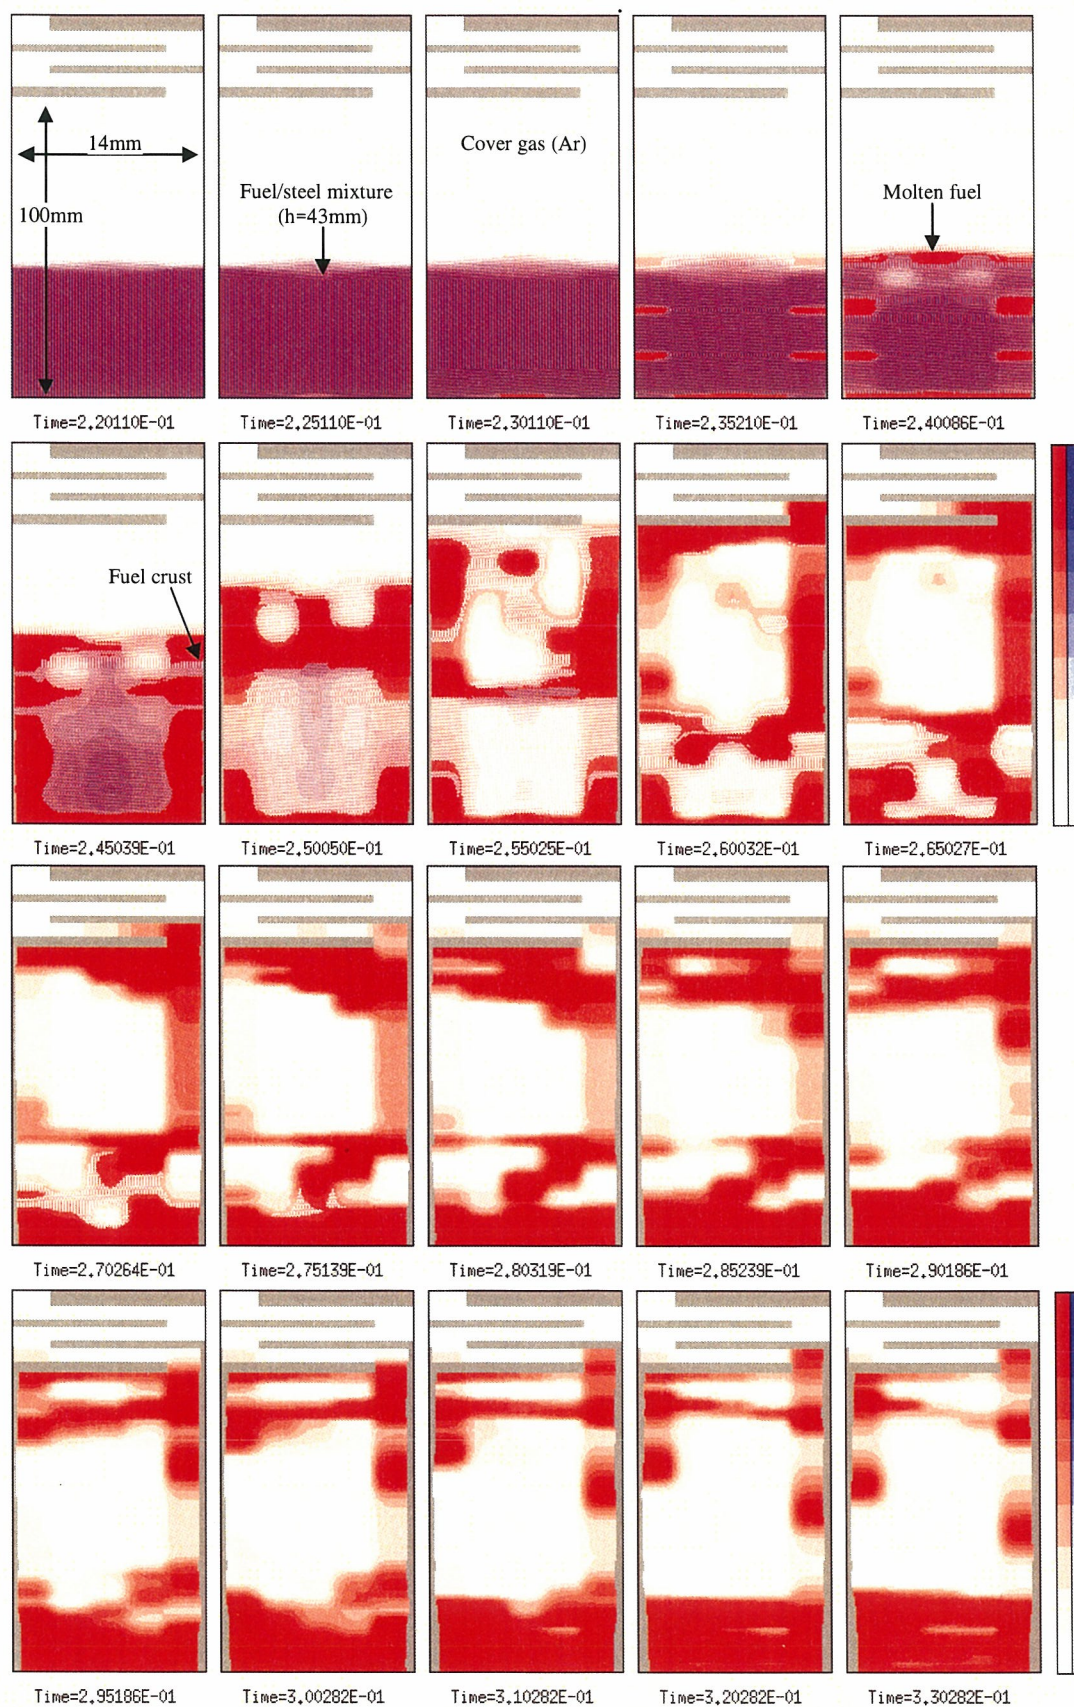 14mm
100mm
Fuel/steel mixture
(h=43mm)
Cover gas (Ar)
Molten fuel
Time=2.20110E-01
Time=2.25110E-01
Time=2.30110E-01
Time=2.35210E-01
Time=2.40086E-01
Fuel crust
Time=2.45039E-01
Time=2.50050E-01
Time=2.55025E-01
Time=2.60032E-01
Time=2.65027E-01
Time=2.70264E-01
Time=2.75139E-01
Time=2.80319E-01
Time=2.85239E-01
Time=2.90186E-01
Time=2.95186E-01
Time=3.00282E-01
Time=3.10282E-01
Time=3.20282E-01
Time=3.30282E-01